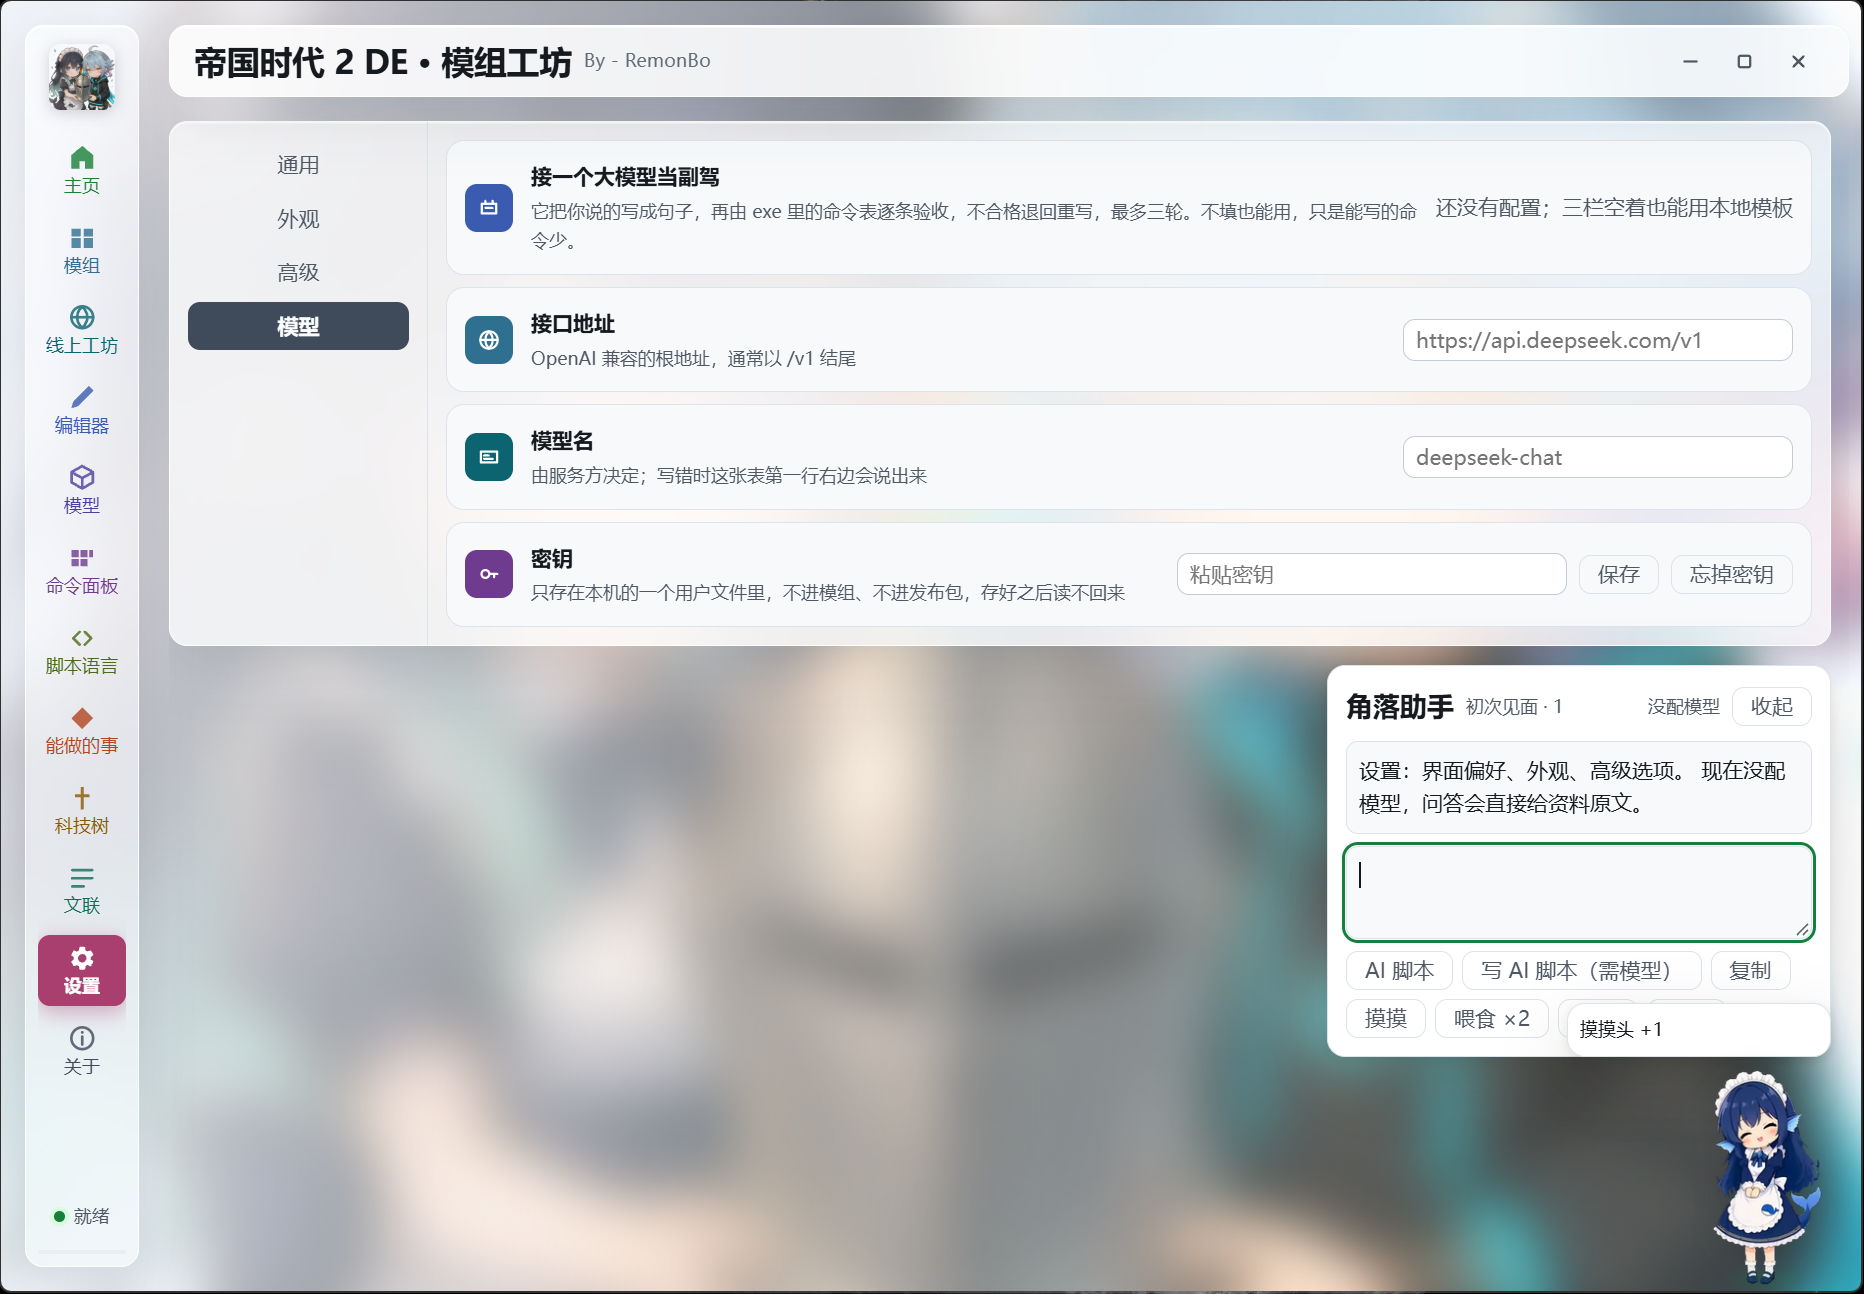 帝国时代 2 DE • 模组工坊 By - RemonBo
主页
模组
线上工坊
编辑器
模型
命令面板
脚本语言
能做的事
科技树
文联
设置
关于
就绪
通用
外观
高级
模型
接一个大模型当副驾
它把你说的写成句子，再由 exe 里的命令表逐条验收，不合格退回重写，最多三轮。不填也能用，只是能写的命
令少。
还没有配置；三栏空着也能用本地模板
接口地址
OpenAI 兼容的根地址，通常以 /v1 结尾
https://api.deepseek.com/v1
模型名
由服务方决定；写错时这张表第一行右边会说出来
deepseek-chat
密钥
只存在本机的一个用户文件里，不进模组、不进发布包，存好之后读不回来
粘贴密钥
保存
忘掉密钥
角落助手 初次见面 · 1 没配模型 收起
设置：界面偏好、外观、高级选项。 现在没配
模型，问答会直接给资料原文。
AI 脚本 写 AI 脚本（需模型） 复制
摸摸 喂食 ×2
摸摸头 +1